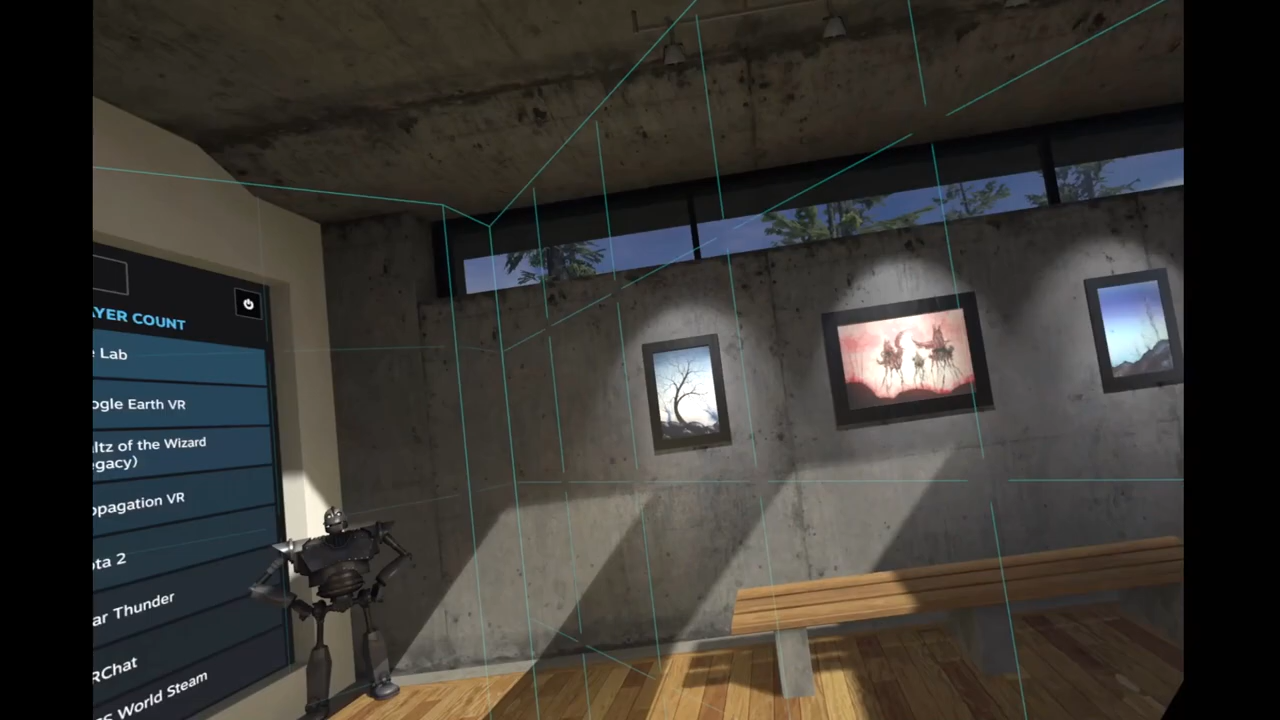 AYER COUNT
e Lab
ogle Earth VR
altz of the Wizard
egacy)
opagation VR
ota 2
ar Thunder
RChat
World Steam